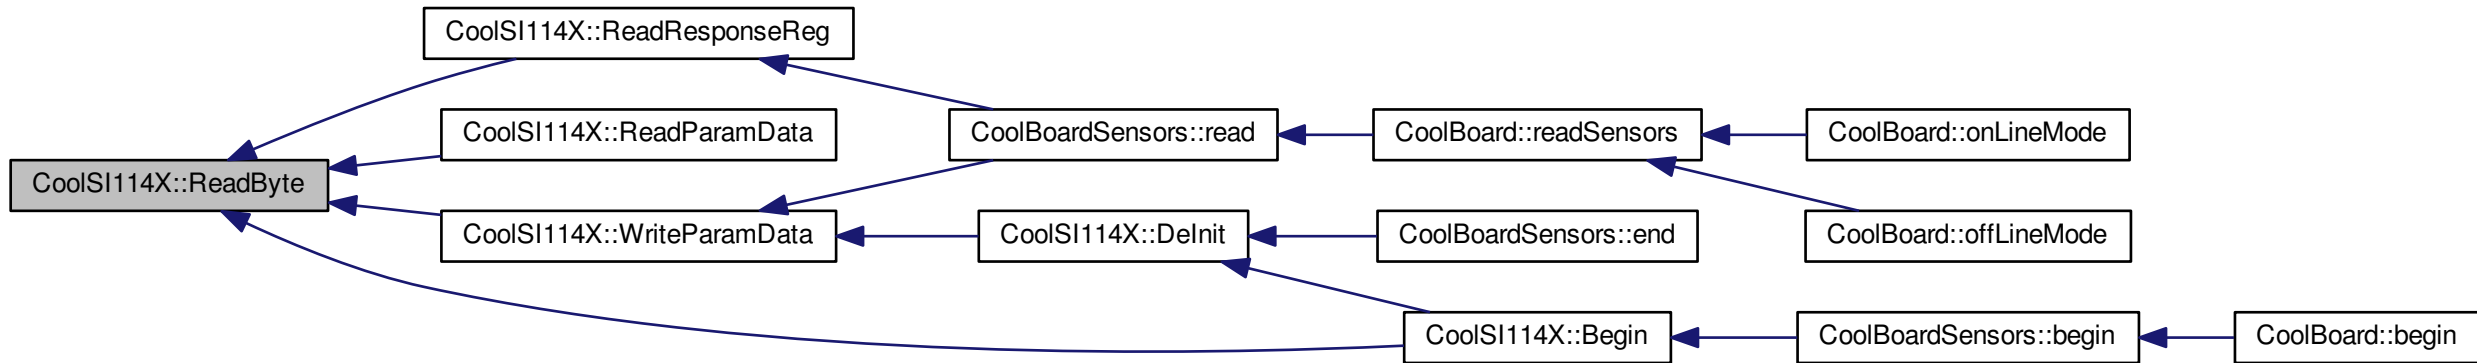 CoolSI114X::ReadResponseReg
CoolSI114X::ReadParamData
CoolBoardSensors::read
CoolBoard::readSensors
CoolBoard::onLineMode
CoolSI114X::ReadByte
CoolSI114X::WriteParamData
CoolSI114X::DeInit
CoolBoardSensors::end
CoolBoard::offLineMode
CoolSI114X::Begin
CoolBoardSensors::begin
CoolBoard::begin